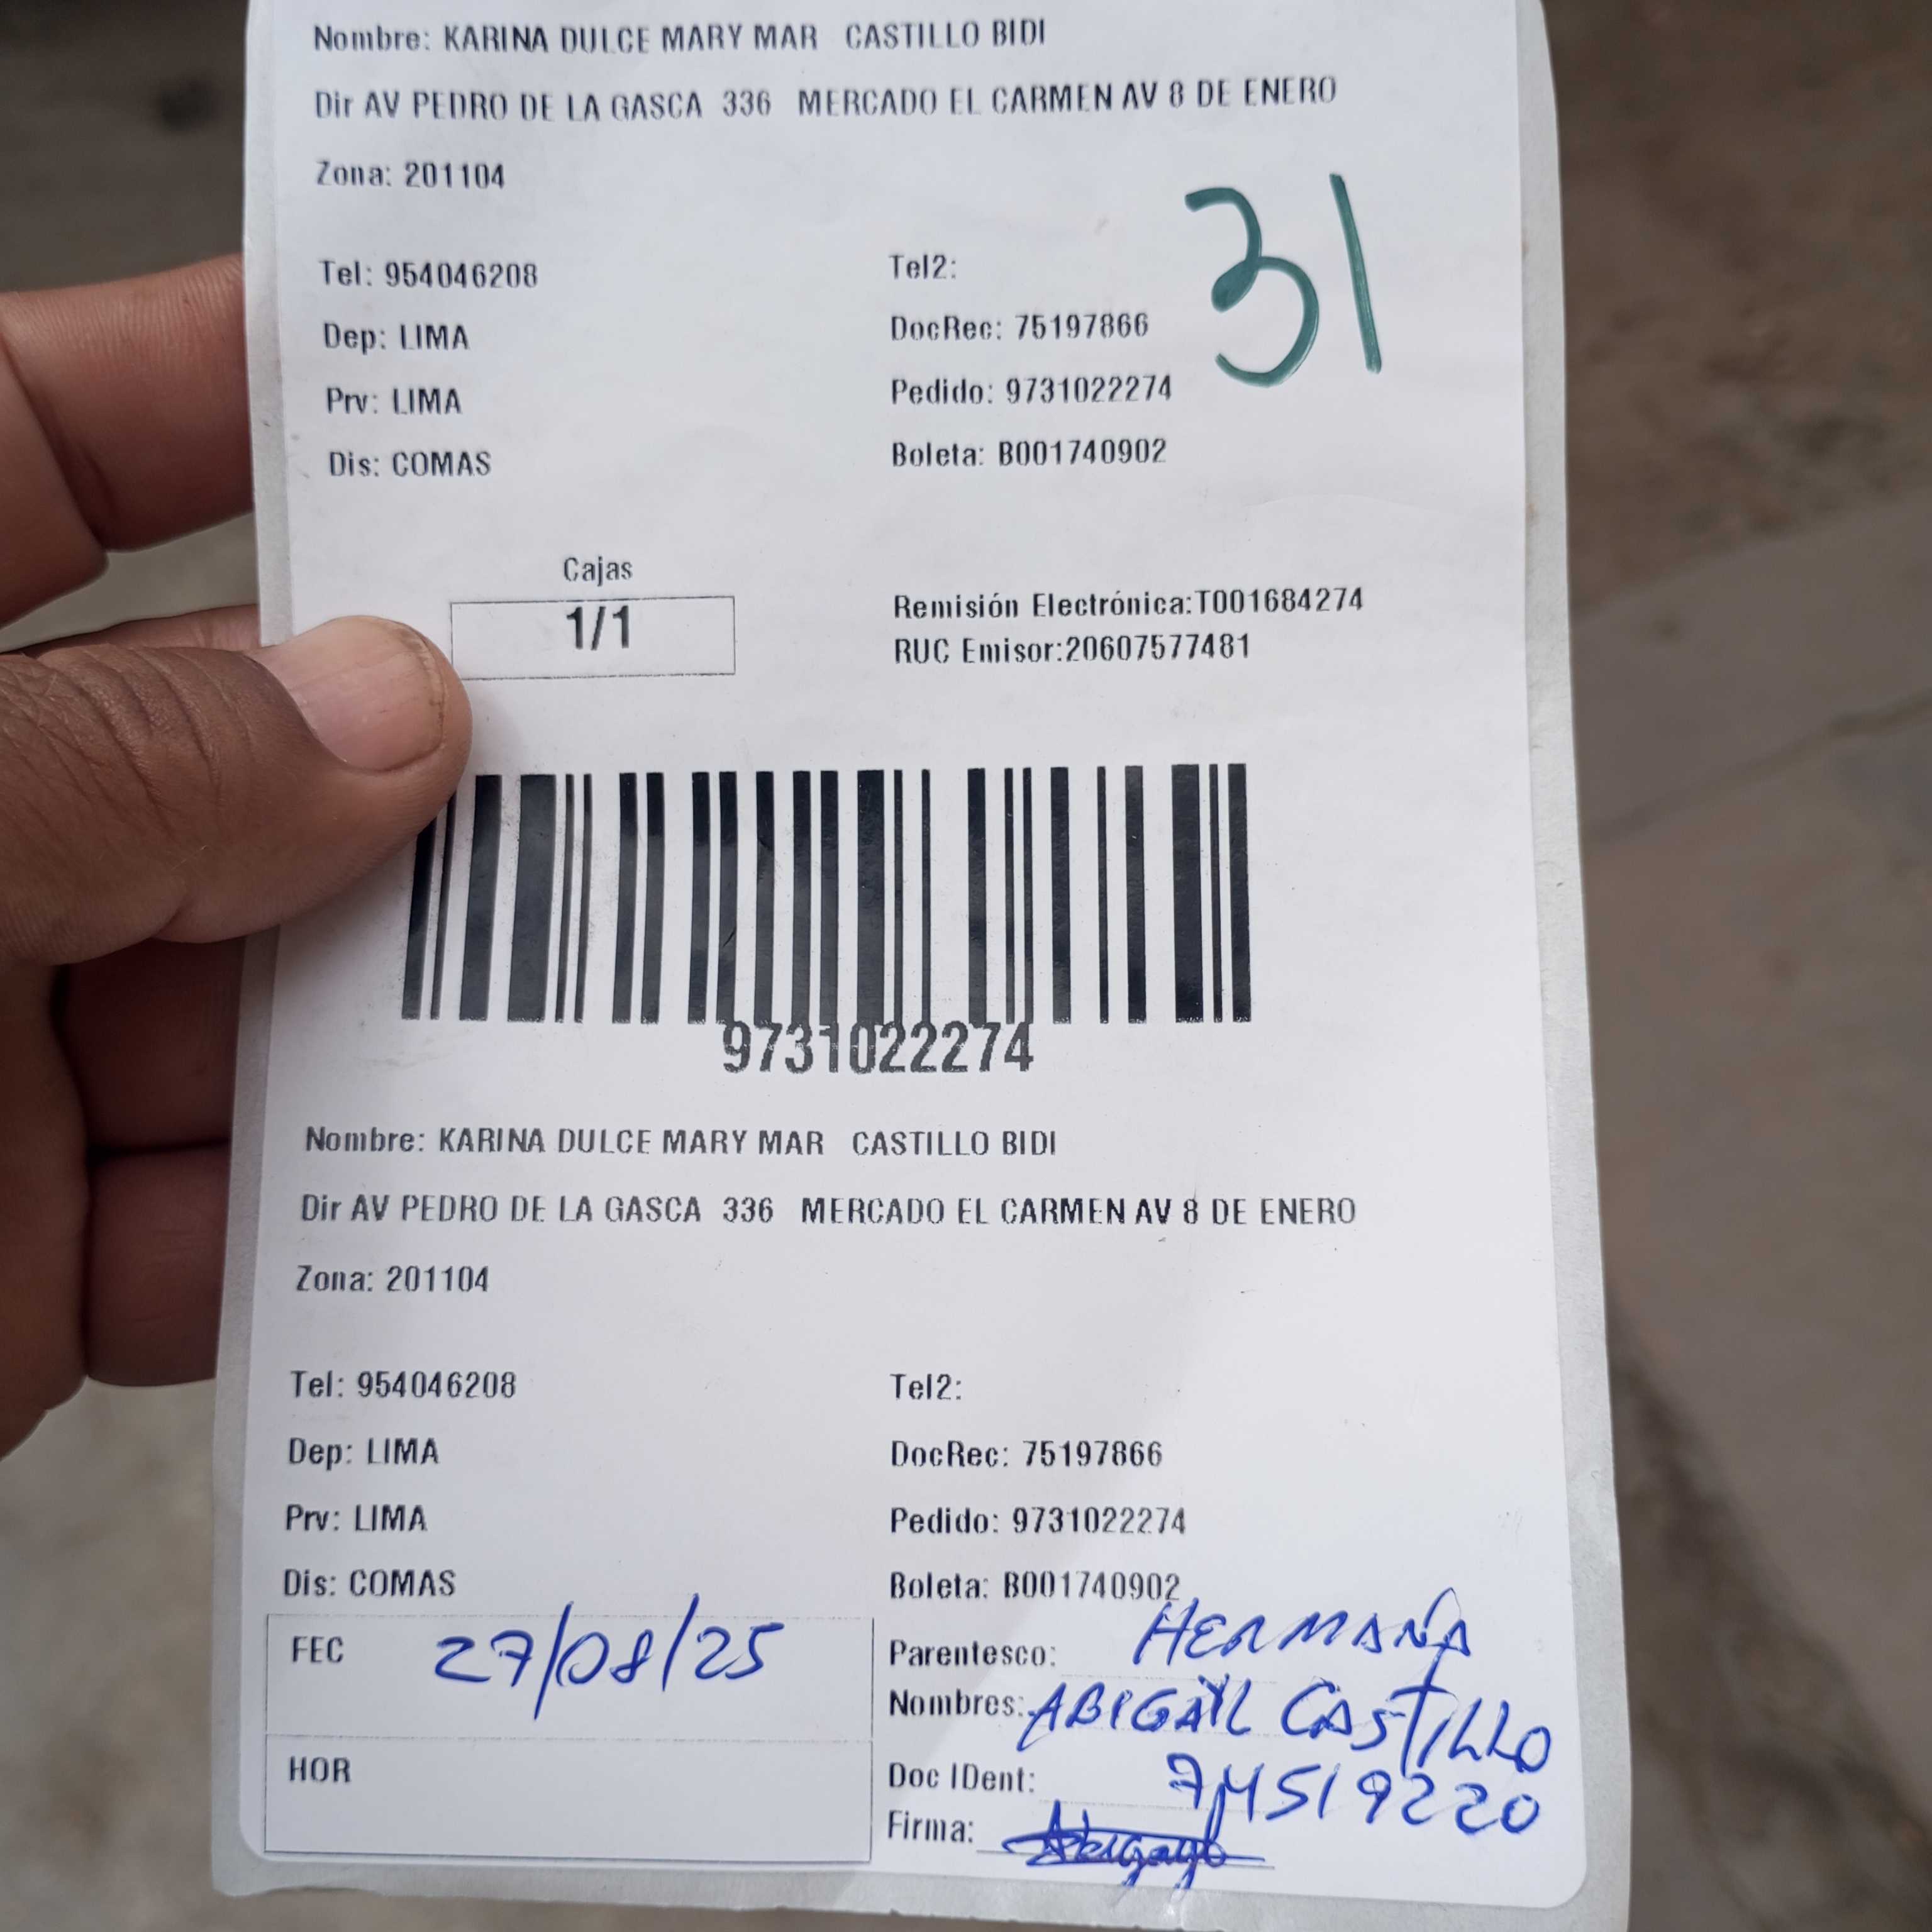 Nombre: KARINA DULCE MARY MAR CASTILLO BIDI
Dir AV PEDRO DE LA GASCA 336 MERCADO EL CARMEN AV 8 DE ENERO
Zona: 201104
31
Tel: 954046208 Tel2:
Dep: LIMA DocRec: 75197866
Prv: LIMA Pedido: 9731022274
Dis: COMAS Boleta: B001740902
Cajas
1/1
Remisión Electrónica:T001684274
RUC Emisor:20607577481
9731022274
Nombre: KARINA DULCE MARY MAR CASTILLO BIDI
Dir AV PEDRO DE LA GASCA 336 MERCADO EL CARMEN AV 8 DE ENERO
Zona: 201104
Tel: 954046208 Tel2:
Dep: LIMA DocRec: 75197866
Prv: LIMA Pedido: 9731022274
Dis: COMAS Boleta: B001740902
FEC 27/08/25
HOR
Parentesco: HERMANA
Nombres: ABIGAYL CASTILLO
Doc IDent: 74519220
Firma: